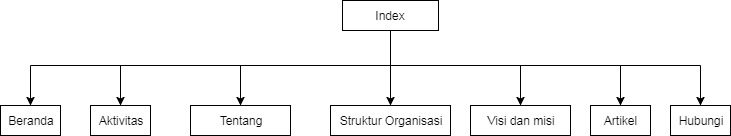 Index
Beranda
Aktivitas
Tentang
Struktur Organisasi
Visi dan misi
Artikel
Hubungi